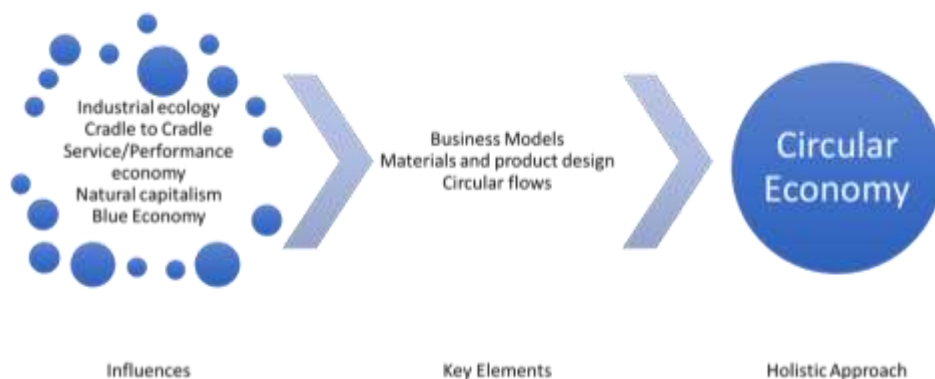 Industrial ecology
Cradle to Cradle
Service/Performance
economy
Natural capitalism
Blue Economy
Business Models
Materials and product design
Circular flows
Circular
Economy
Influences
Key Elements
Holistic Approach